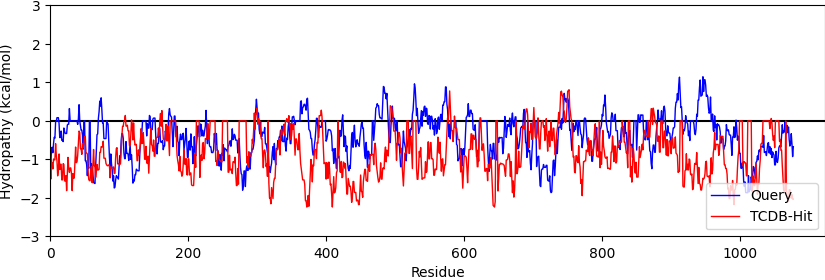 3
2
1
0
−1
−2
−3
Hydropathy (kcal/mol)
0 200 400 600 800 1000
Residue
Query
TCDB-Hit